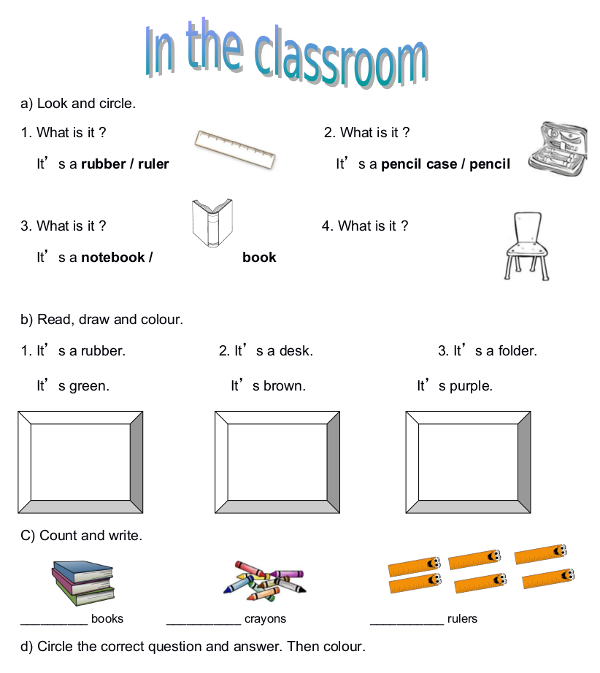 In the classroom
a) Look and circle.
1. What is it ?
2. What is it ?
It's a rubber / ruler
It's a pencil case / pencil
3. What is it ?
4. What is it ?
It's a notebook / book
b) Read, draw and colour.
1. It's a rubber.
2. It's a desk.
3. It's a folder.
It's green.
It's brown.
It's purple.
C) Count and write.
__________ books
___________ crayons
___________ rulers
d) Circle the correct question and answer. Then colour.